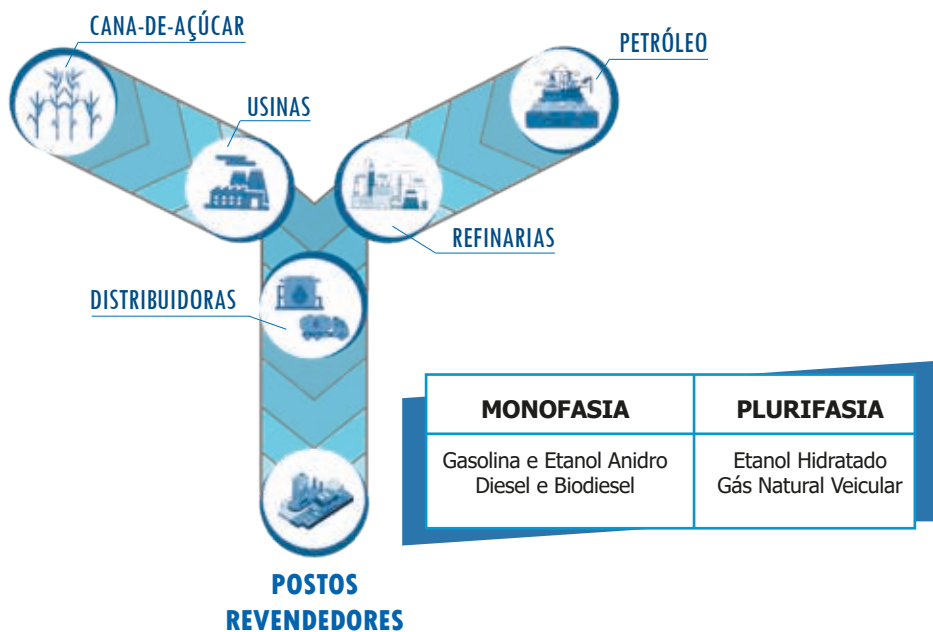 CANA-DE-AÇÚCAR
PETRÓLEO
USINAS
REFINARIAS
DISTRIBUIDORAS
MONOFASIA
PLURIFASIA
Gasolina e Etanol Anidro
Diesel e Biodiesel
Etanol Hidratado
Gás Natural Veicular
POSTOS
REVENDEDORES